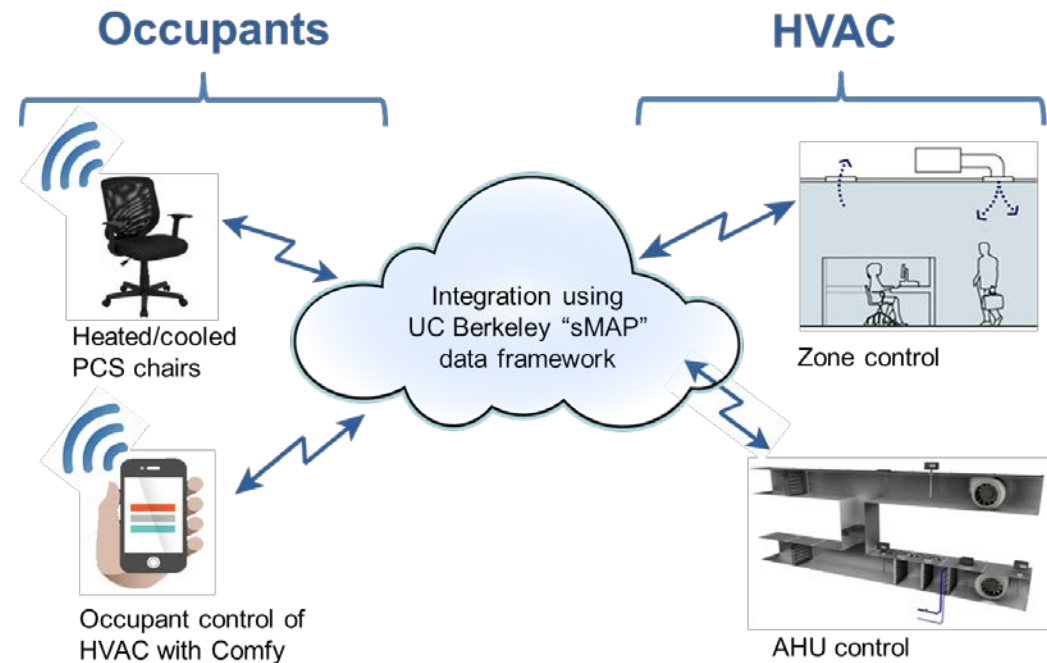 Occupants
HVAC
Heated/cooled
PCS chairs
Integration using
UC Berkeley “sMAP”
data framework
Zone control
Occupant control of
HVAC with Comfy
AHU control